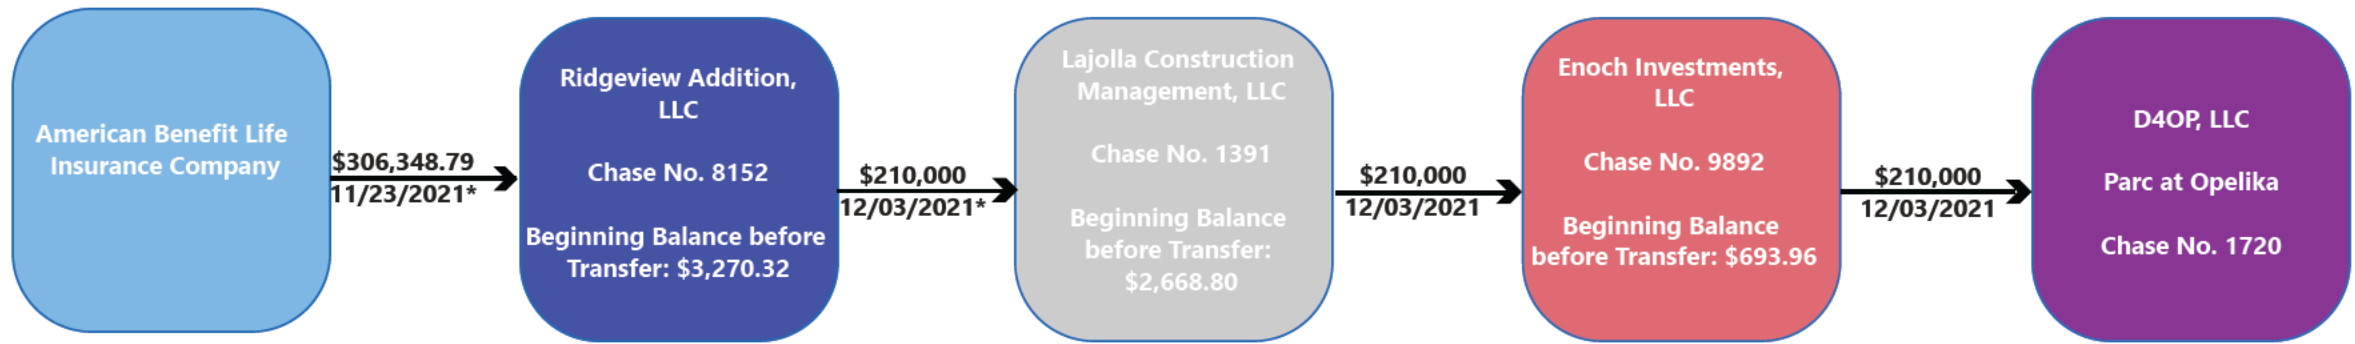 American Benefit Life
Insurance Company
$306,348.79
11/23/2021*
Ridgeview Addition,
LLC
Chase No. 8152
Beginning Balance before
Transfer: $3,270.32
$210,000
12/03/2021*
Lajolla Construction
Management, LLC
Chase No. 1391
Beginning Balance
before Transfer:
$2,668.80
$210,000
12/03/2021
Enoch Investments,
LLC
Chase No. 9892
Beginning Balance
before Transfer: $693.96
$210,000
12/03/2021
D4OP, LLC
Parc at Opelika
Chase No. 1720